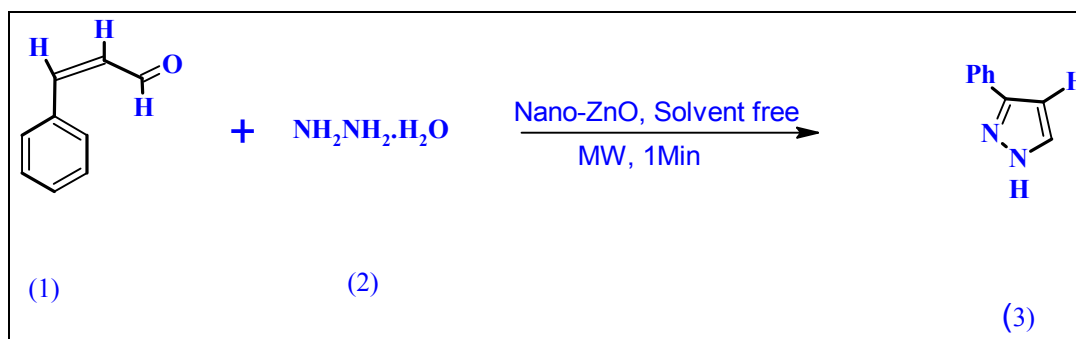 H
H
O
H
+
NH₂NH₂.H₂O
Nano-ZnO, Solvent free
MW, 1Min
Ph
H
N
N
H
(1)
(2)
(3)